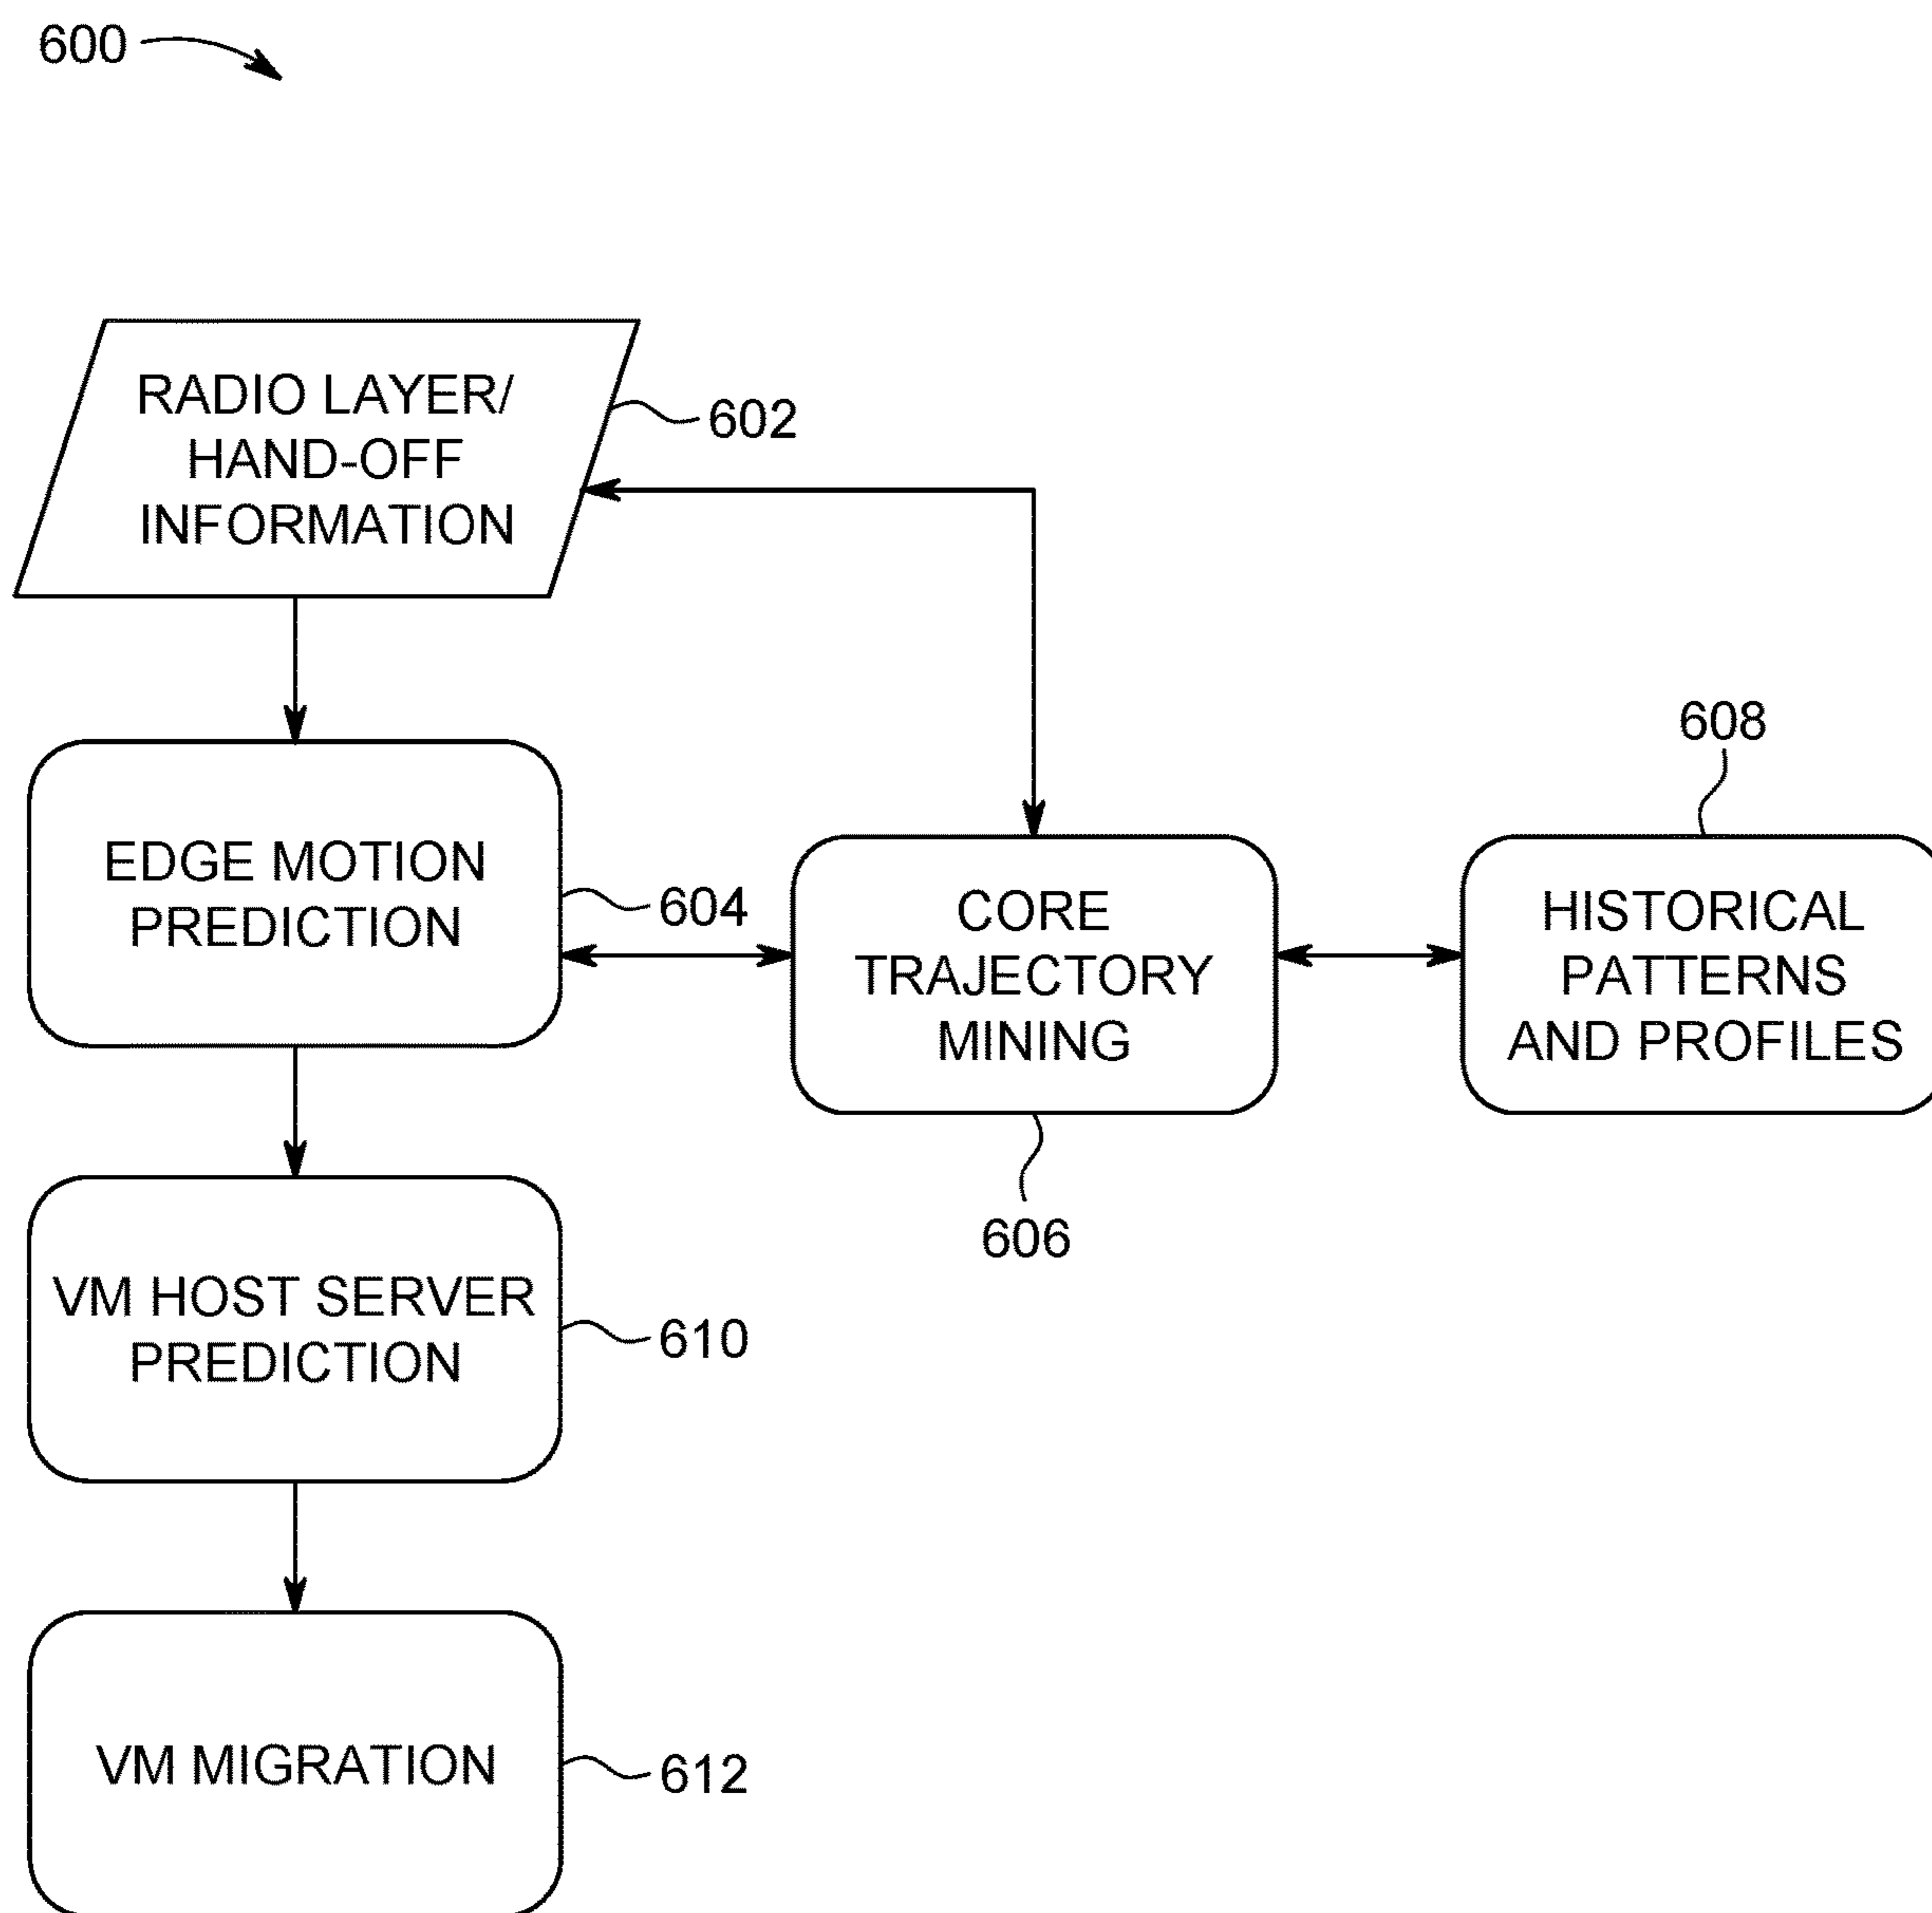 600
RADIO LAYER/
HAND-OFF
INFORMATION
602
EDGE MOTION
PREDICTION
604
CORE
TRAJECTORY
MINING
606
608
HISTORICAL
PATTERNS
AND PROFILES
VM HOST SERVER
PREDICTION
610
VM MIGRATION
612